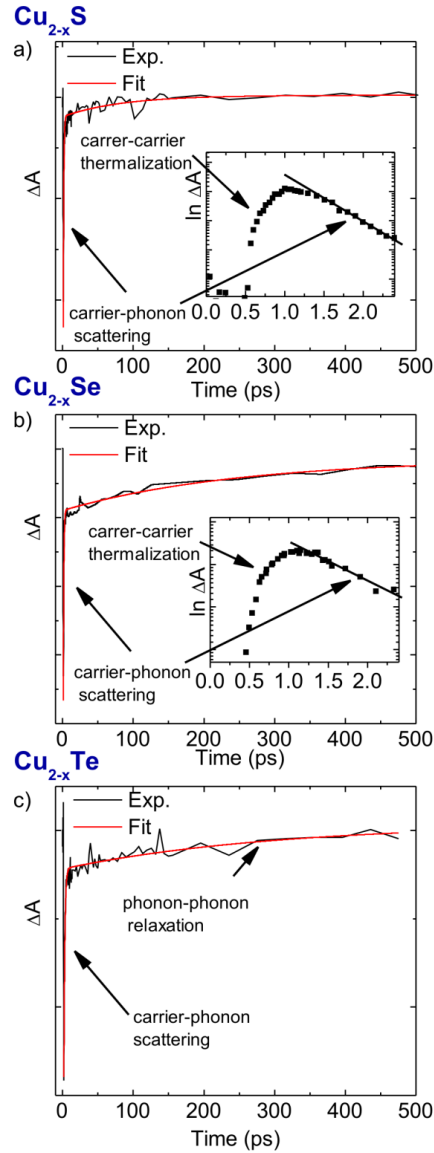 Cu2-xS
a)
Exp.
Fit
carrer-carrier
thermalization
ln ΔA
0.0 0.5 1.0 1.5 2.0
carrier-phonon
scattering
ΔA
0 100 200 300 400 500
Time (ps)
Cu2-xSe
b)
Exp.
Fit
carrer-carrier
thermalization
ln ΔA
0.0 0.5 1.0 1.5 2.0
carrier-phonon
scattering
ΔA
0 100 200 300 400 500
Time (ps)
Cu2-xTe
c)
Exp.
Fit
phonon-phonon
relaxation
carrier-phonon
scattering
ΔA
0 100 200 300 400 500
Time (ps)